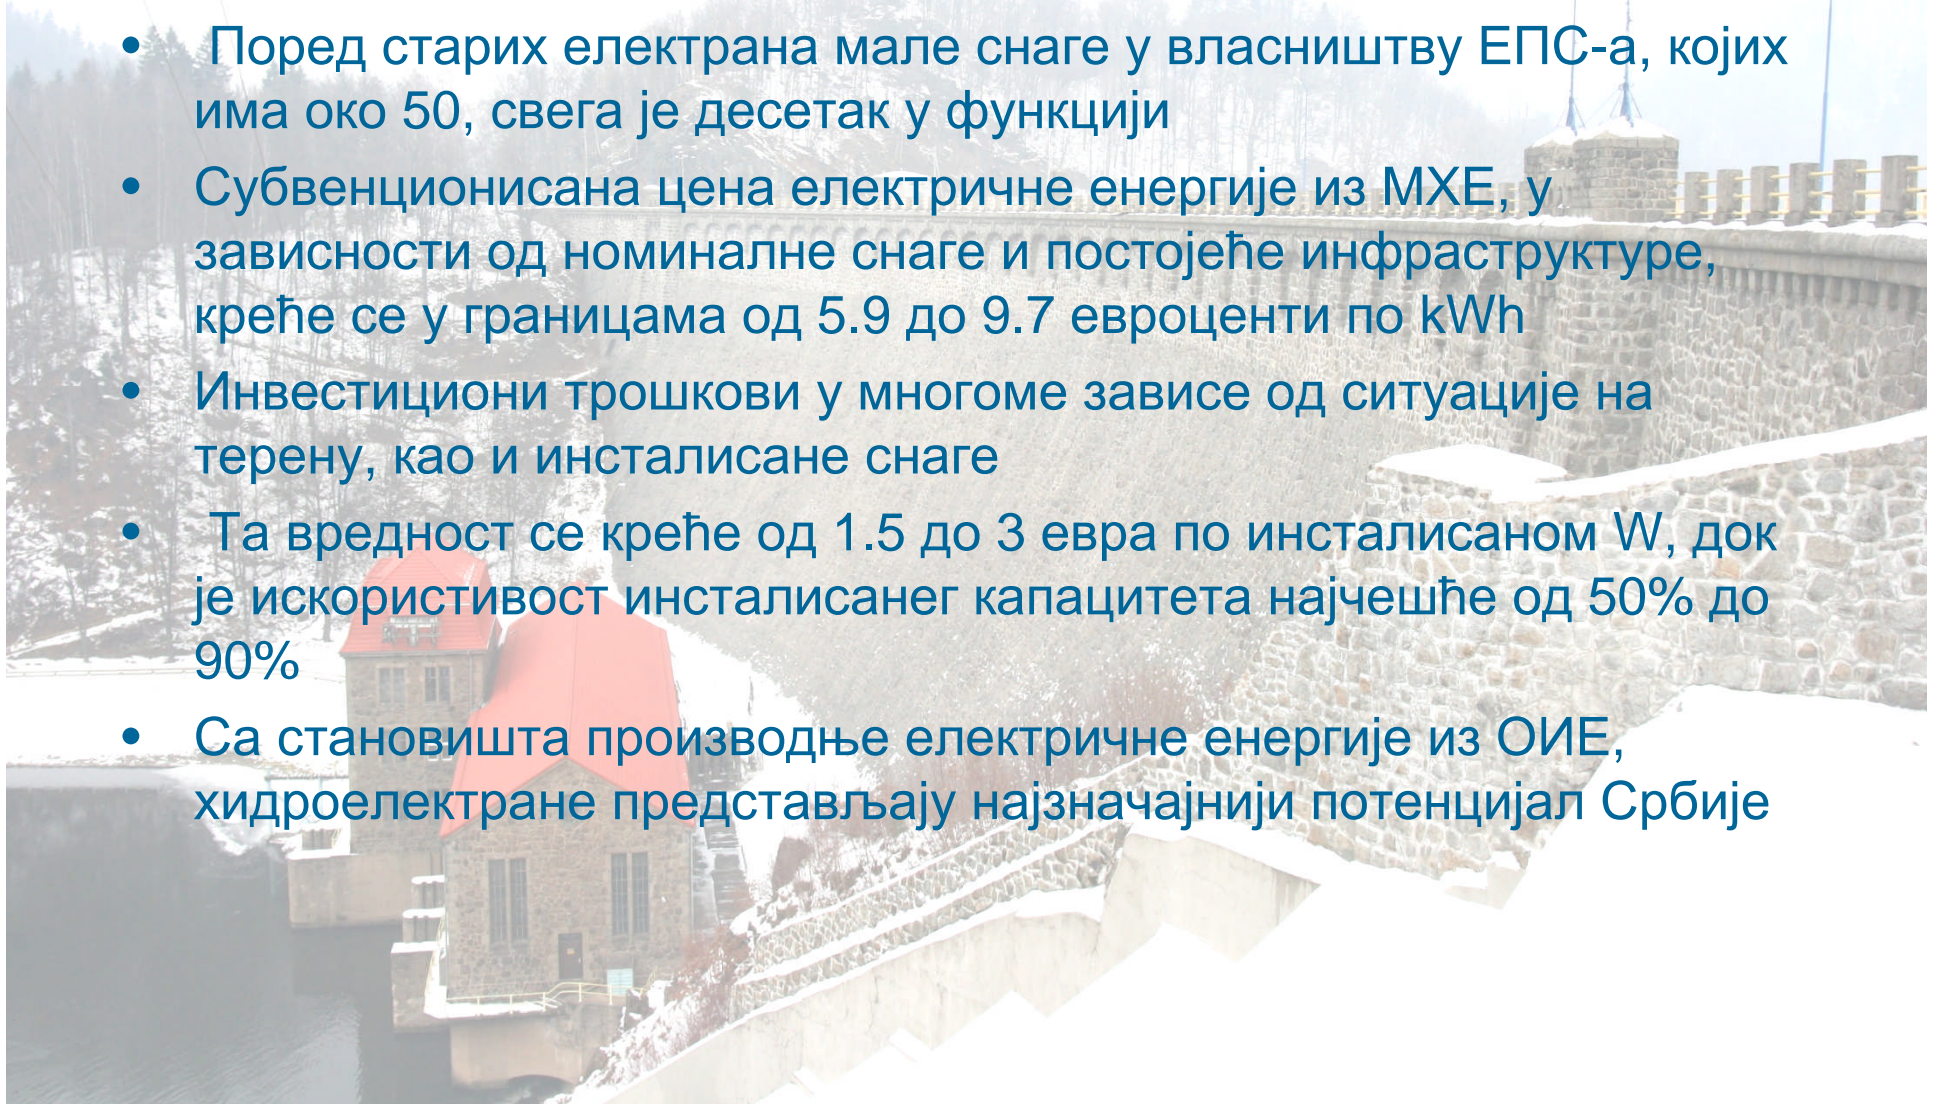 • Поред старих електрана мале снаге у власништву ЕПС-а, којих
има око 50, свега је десетак у функцији
• Субвенционисана цена електричне енергије из МХЕ, у
зависности од номиналне снаге и постојеће инфраструктуре,
креће се у границама од 5.9 до 9.7 евроценти по kWh
• Инвестициони трошкови у многоме зависе од ситуације на
терену, као и инсталисане снаге
• Та вредност се креће од 1.5 до 3 евра по инсталисаном W, док
је искористивост инсталисанег капацитета најчешће од 50% до
90%
• Са становишта производње електричне енергије из ОИЕ,
хидроелектране представљају најзначајнији потенцијал Србије